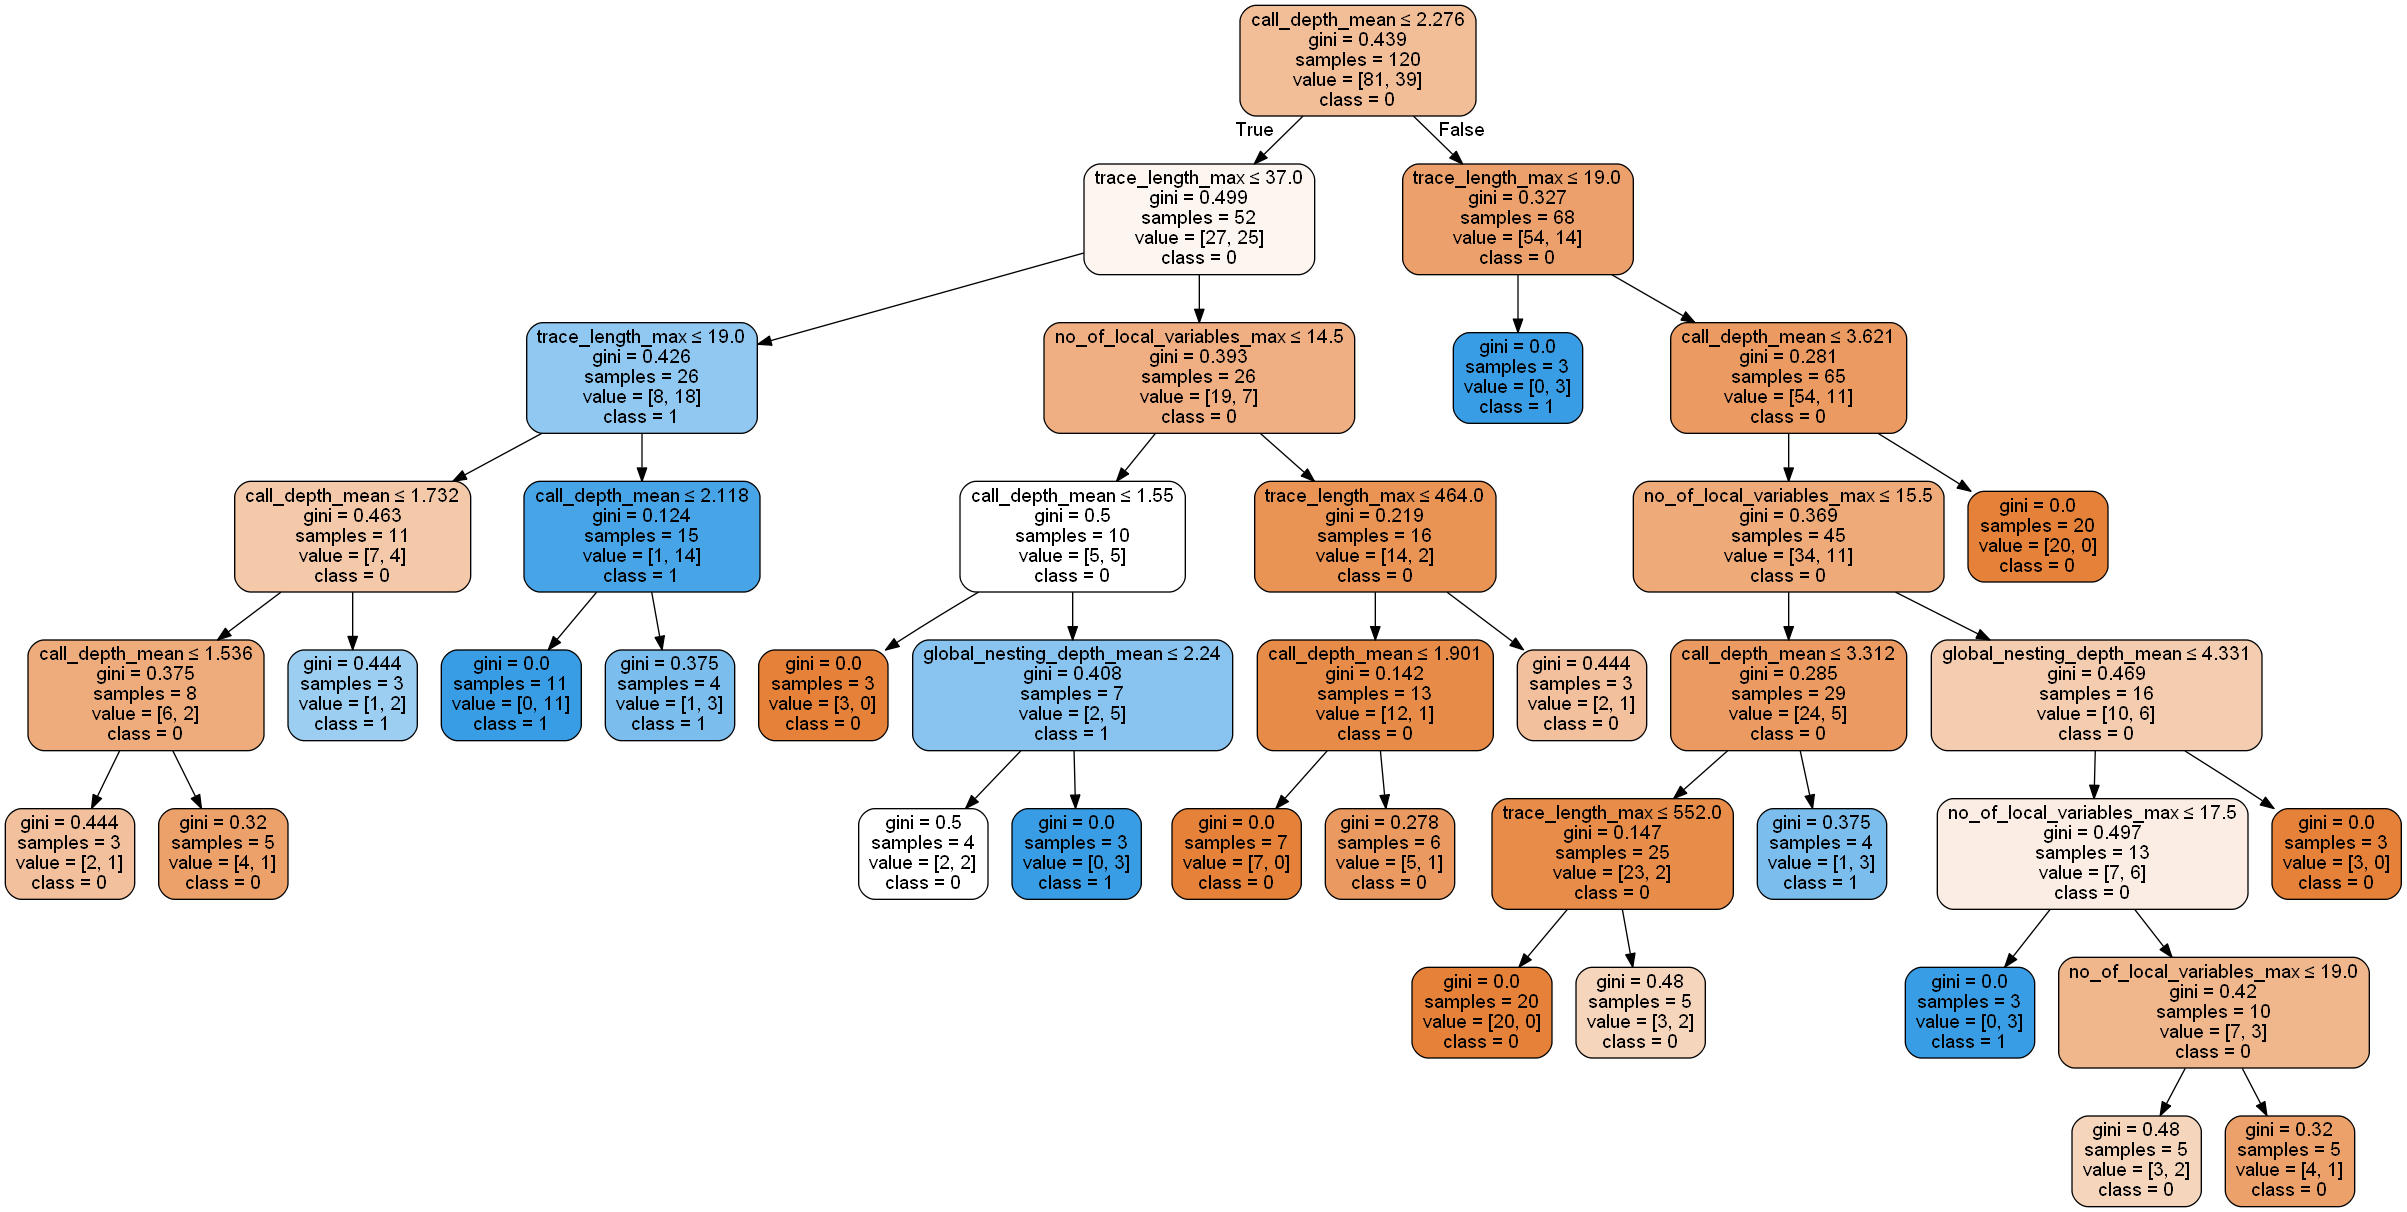 call_depth_mean ≤ 2.276
gini = 0.439
samples = 120
value = [81, 39]
class = 0
True
False
trace_length_max ≤ 37.0
gini = 0.499
samples = 52
value = [27, 25]
class = 0
trace_length_max ≤ 19.0
gini = 0.327
samples = 68
value = [54, 14]
class = 0
trace_length_max ≤ 19.0
gini = 0.426
samples = 26
value = [8, 18]
class = 1
no_of_local_variables_max ≤ 14.5
gini = 0.393
samples = 26
value = [19, 7]
class = 0
gini = 0.0
samples = 3
value = [0, 3]
class = 1
call_depth_mean ≤ 3.621
gini = 0.281
samples = 65
value = [54, 11]
class = 0
call_depth_mean ≤ 1.732
gini = 0.463
samples = 11
value = [7, 4]
class = 0
call_depth_mean ≤ 2.118
gini = 0.124
samples = 15
value = [1, 14]
class = 1
call_depth_mean ≤ 1.55
gini = 0.5
samples = 10
value = [5, 5]
class = 0
trace_length_max ≤ 464.0
gini = 0.219
samples = 16
value = [14, 2]
class = 0
no_of_local_variables_max ≤ 15.5
gini = 0.369
samples = 45
value = [34, 11]
class = 0
gini = 0.0
samples = 20
value = [20, 0]
class = 0
call_depth_mean ≤ 1.536
gini = 0.375
samples = 8
value = [6, 2]
class = 0
gini = 0.444
samples = 3
value = [1, 2]
class = 1
gini = 0.0
samples = 11
value = [0, 11]
class = 1
gini = 0.375
samples = 4
value = [1, 3]
class = 1
gini = 0.0
samples = 3
value = [3, 0]
class = 0
global_nesting_depth_mean ≤ 2.24
gini = 0.408
samples = 7
value = [2, 5]
class = 1
call_depth_mean ≤ 1.901
gini = 0.142
samples = 13
value = [12, 1]
class = 0
gini = 0.444
samples = 3
value = [2, 1]
class = 0
call_depth_mean ≤ 3.312
gini = 0.285
samples = 29
value = [24, 5]
class = 0
global_nesting_depth_mean ≤ 4.331
gini = 0.469
samples = 16
value = [10, 6]
class = 0
gini = 0.444
samples = 3
value = [2, 1]
class = 0
gini = 0.32
samples = 5
value = [4, 1]
class = 0
gini = 0.5
samples = 4
value = [2, 2]
class = 0
gini = 0.0
samples = 3
value = [0, 3]
class = 1
gini = 0.0
samples = 7
value = [7, 0]
class = 0
gini = 0.278
samples = 6
value = [5, 1]
class = 0
trace_length_max ≤ 552.0
gini = 0.147
samples = 25
value = [23, 2]
class = 0
gini = 0.375
samples = 4
value = [1, 3]
class = 1
no_of_local_variables_max ≤ 17.5
gini = 0.497
samples = 13
value = [7, 6]
class = 0
gini = 0.0
samples = 3
value = [3, 0]
class = 0
gini = 0.0
samples = 20
value = [20, 0]
class = 0
gini = 0.48
samples = 5
value = [3, 2]
class = 0
gini = 0.0
samples = 3
value = [0, 3]
class = 1
no_of_local_variables_max ≤ 19.0
gini = 0.42
samples = 10
value = [7, 3]
class = 0
gini = 0.48
samples = 5
value = [3, 2]
class = 0
gini = 0.32
samples = 5
value = [4, 1]
class = 0